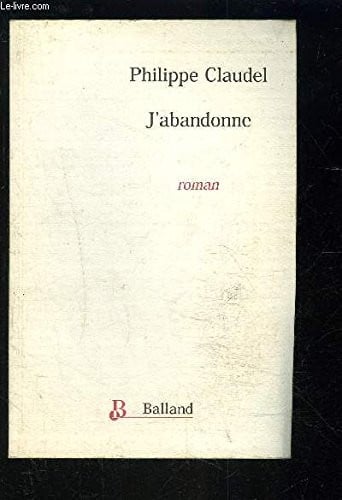 Le-livre.com
Philippe Claudel
J'abandonne
roman
B Balland